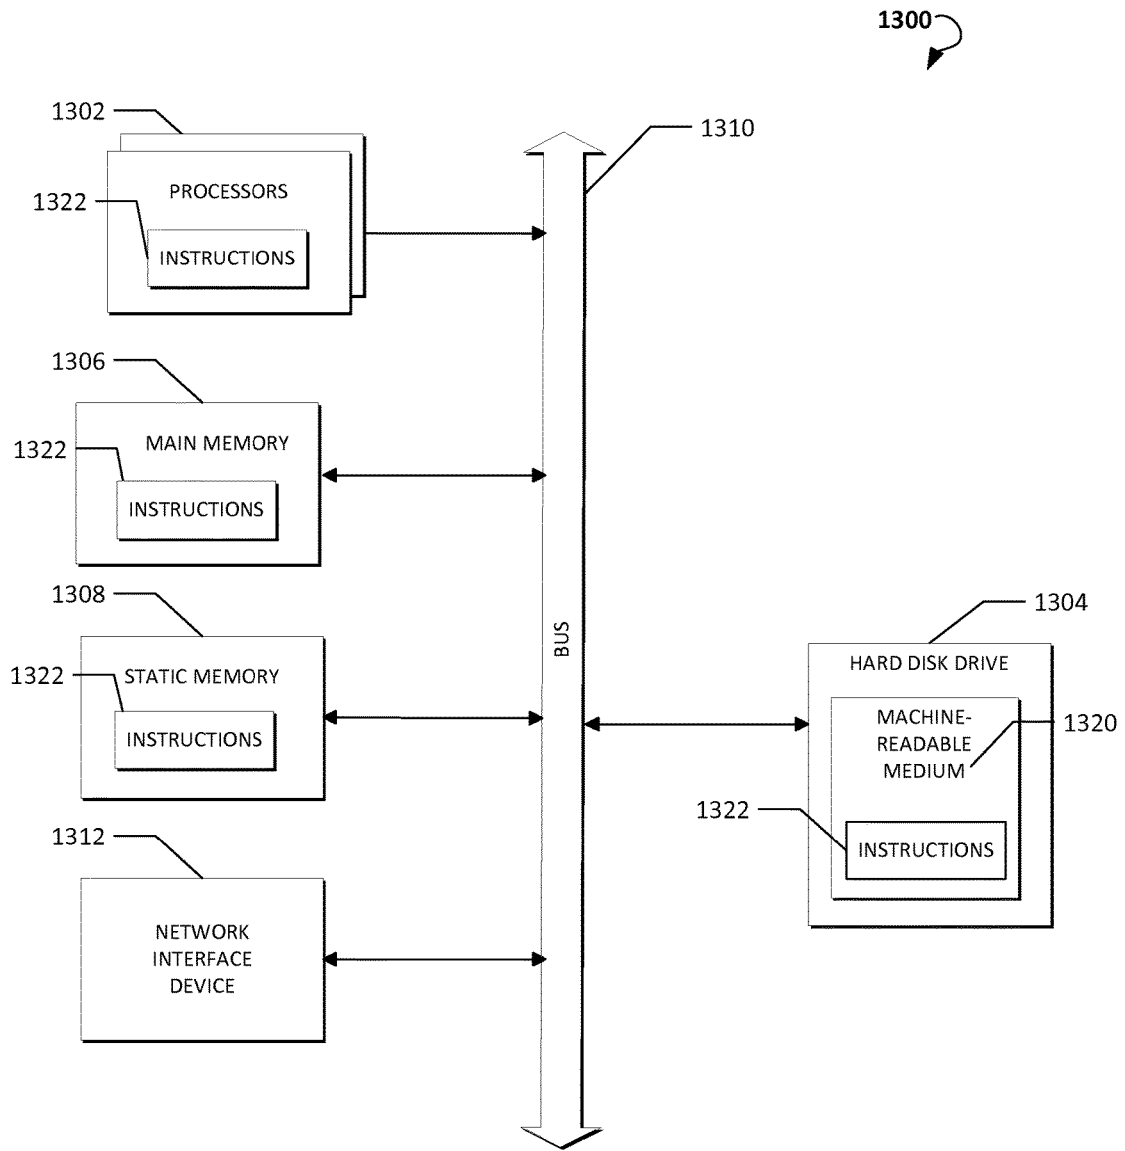 1300
1302
1310
PROCESSORS
1322
INSTRUCTIONS
1306
MAIN MEMORY
1322
INSTRUCTIONS
1308
STATIC MEMORY
1322
INSTRUCTIONS
1312
NETWORK
INTERFACE
DEVICE
BUS
1304
HARD DISK DRIVE
MACHINE-
READABLE
MEDIUM
1320
1322
INSTRUCTIONS